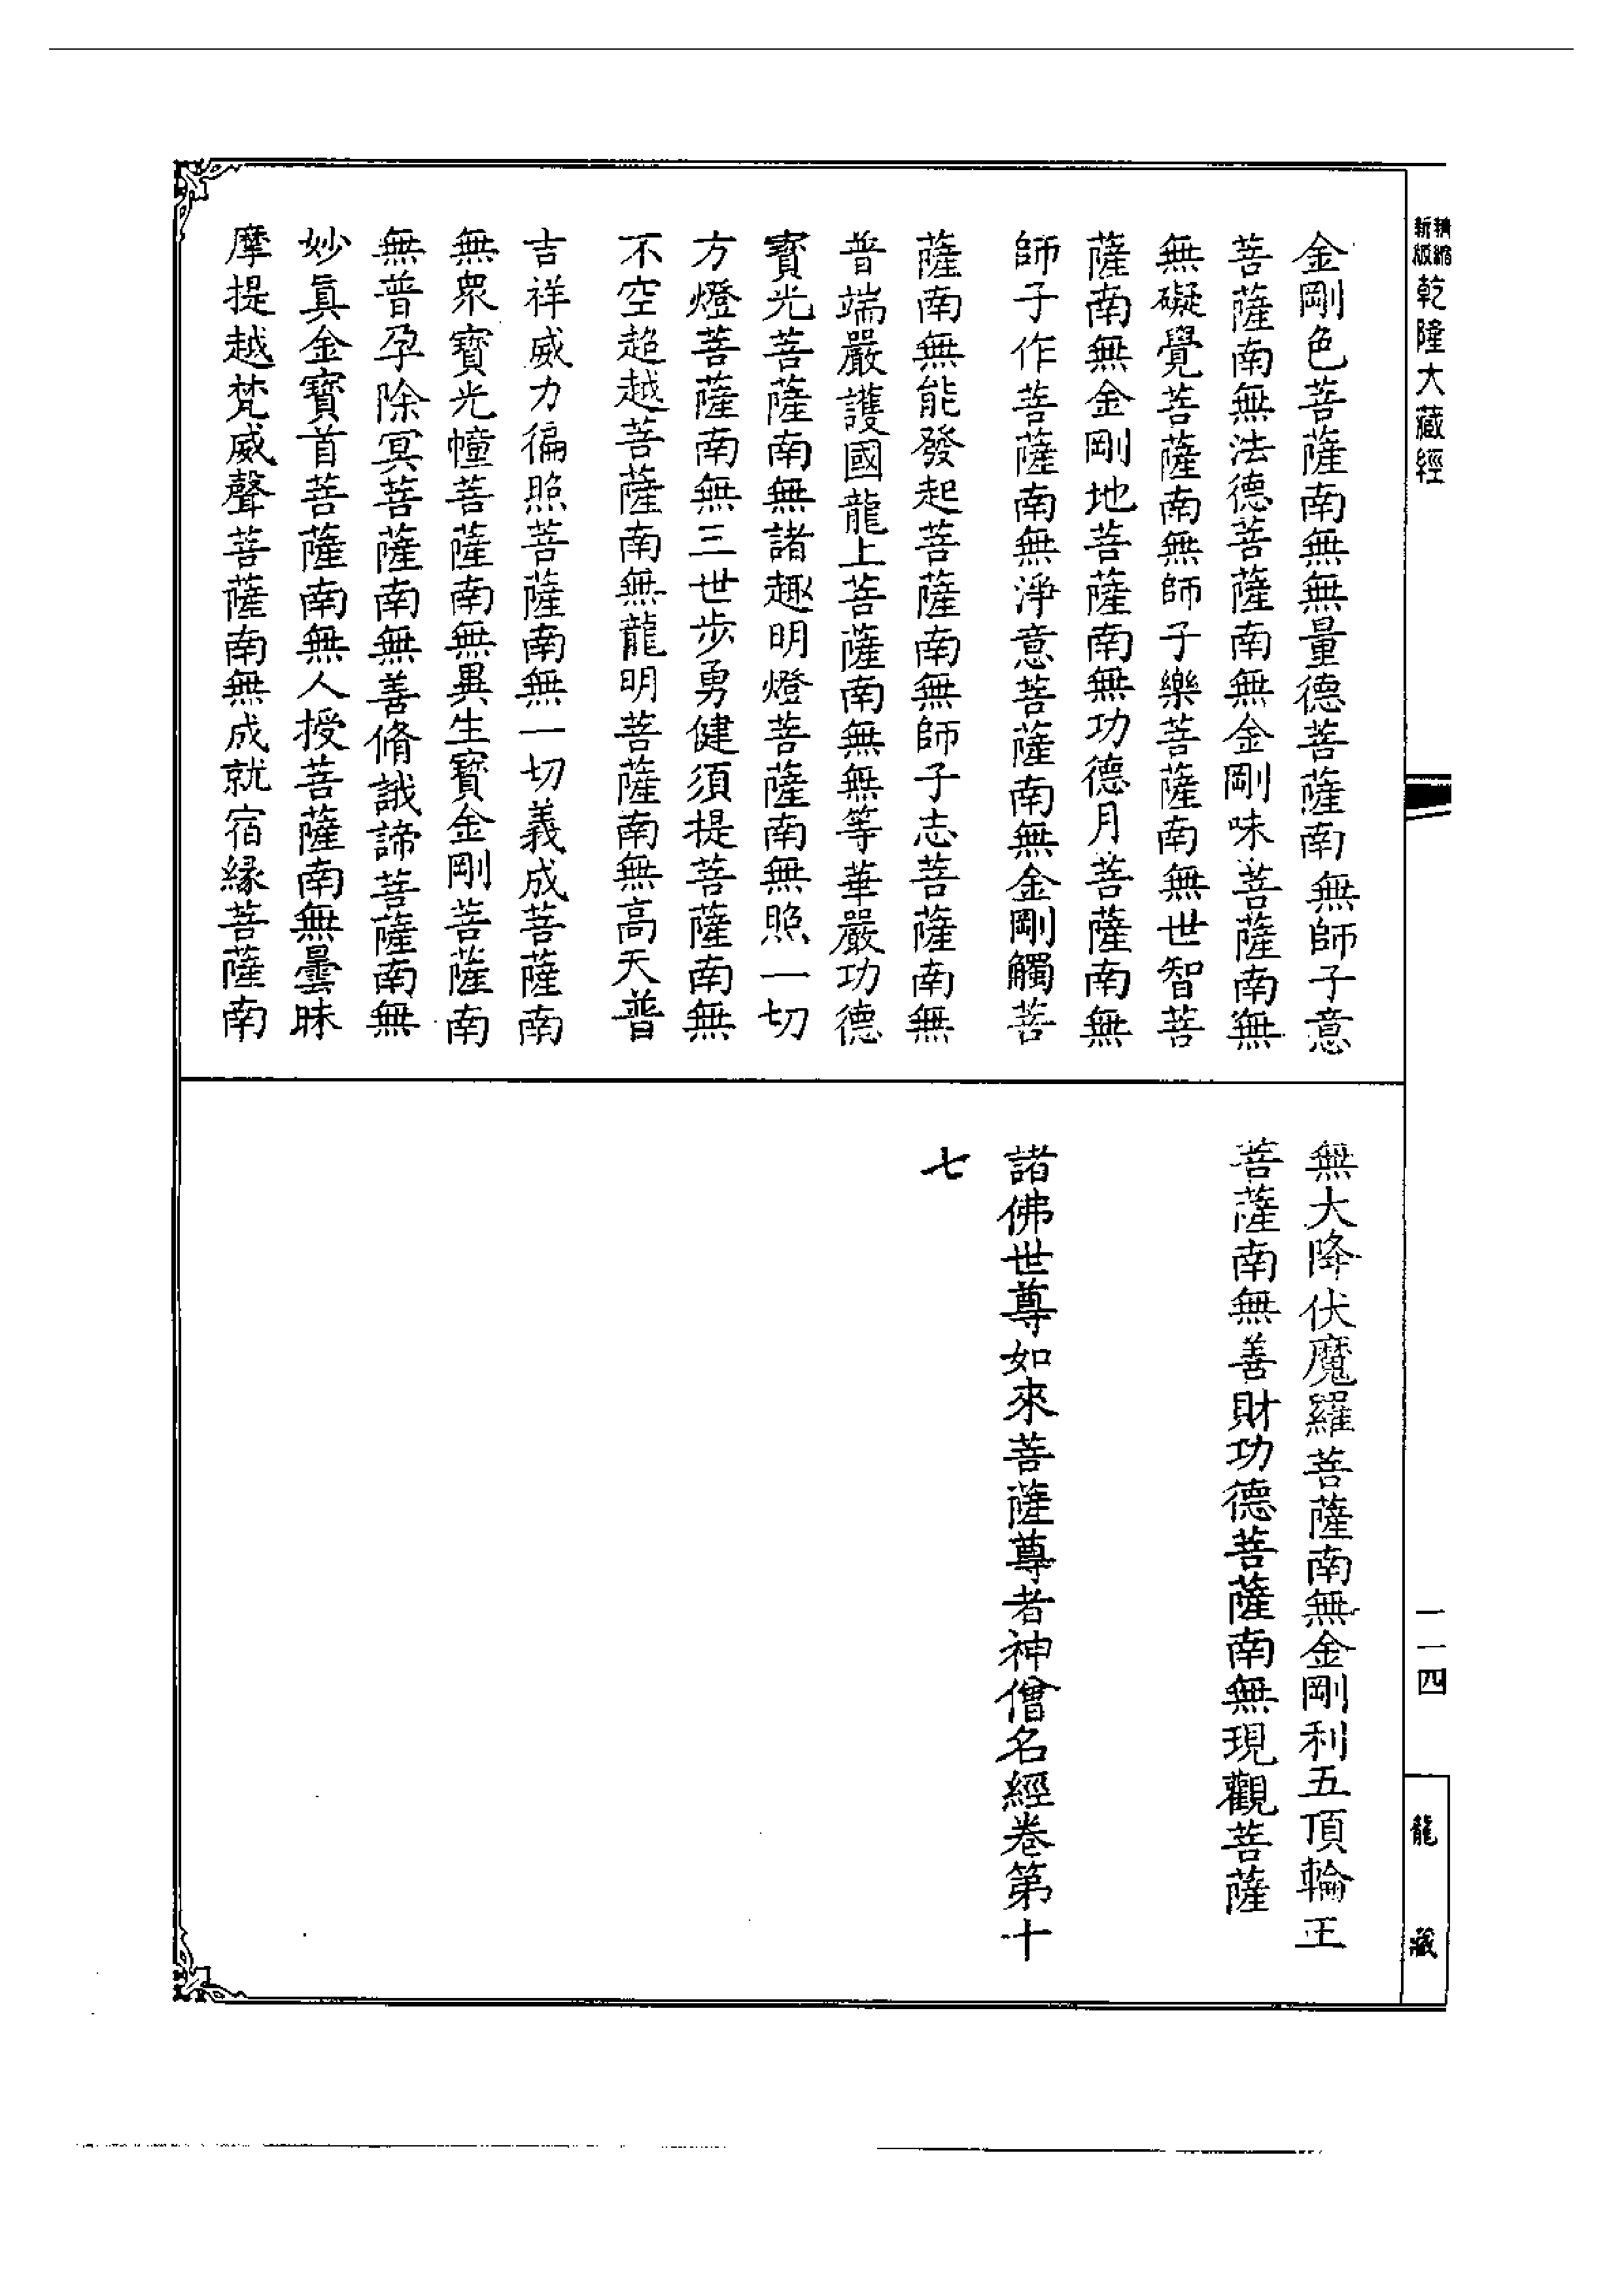 新版精縮乾隆大藏經
金剛色菩薩南無無量德菩薩南無師子意
菩薩南無法德菩薩南無金剛味菩薩南無
無礙覺菩薩南無師子樂菩薩南無世智菩
薩南無金剛地菩薩南無功德月菩薩南無
師子作菩薩南無淨意菩薩南無金剛觸菩
薩南無能發起菩薩南無師子志菩薩南無
普端嚴護國龍上菩薩南無無等華嚴功德
寶光菩薩南無諸趣明燈菩薩南無照一切
方燈菩薩南無三世步勇健須提菩薩南無
不空超越菩薩南無龍明菩薩南無高天普
吉祥威力徧照菩薩南無一切義成菩薩南
無衆寶光幢菩薩南無異生寶金剛菩薩南
無普孕除冥菩薩南無善脩誐諦菩薩南無
妙眞金寶首菩薩南無人授菩薩南無曇昧
摩提越梵威聲菩薩南無成就宿緣菩薩南
無大降伏魔羅菩薩南無金剛利五頂輪王
菩薩南無善財功德菩薩南無現觀菩薩
諸佛世尊如來菩薩尊者神僧名經卷第十
七
一一四
龍藏